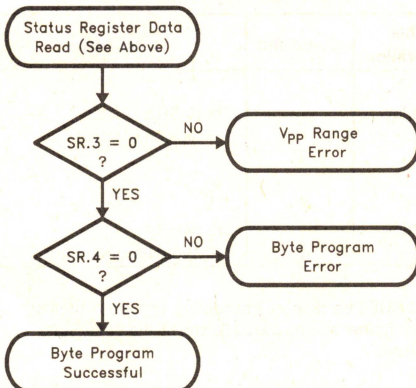 Status Register Data
Read (See Above)
SR.3 = 0
?
NO
VPP Range
Error
YES
SR.4 = 0
?
NO
Byte Program
Error
YES
Byte Program
Successful